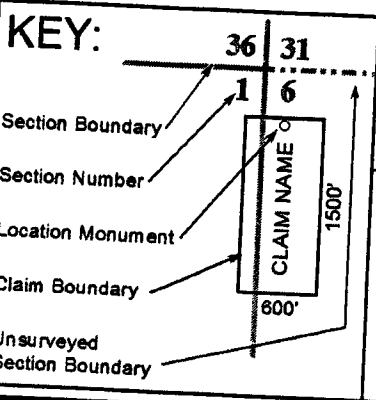 KEY:
36 31
1 6
Section Boundary
Section Number
Location Monument
Claim Boundary
Unsurveyed
Section Boundary
CLAIM NAME
1500'
600'